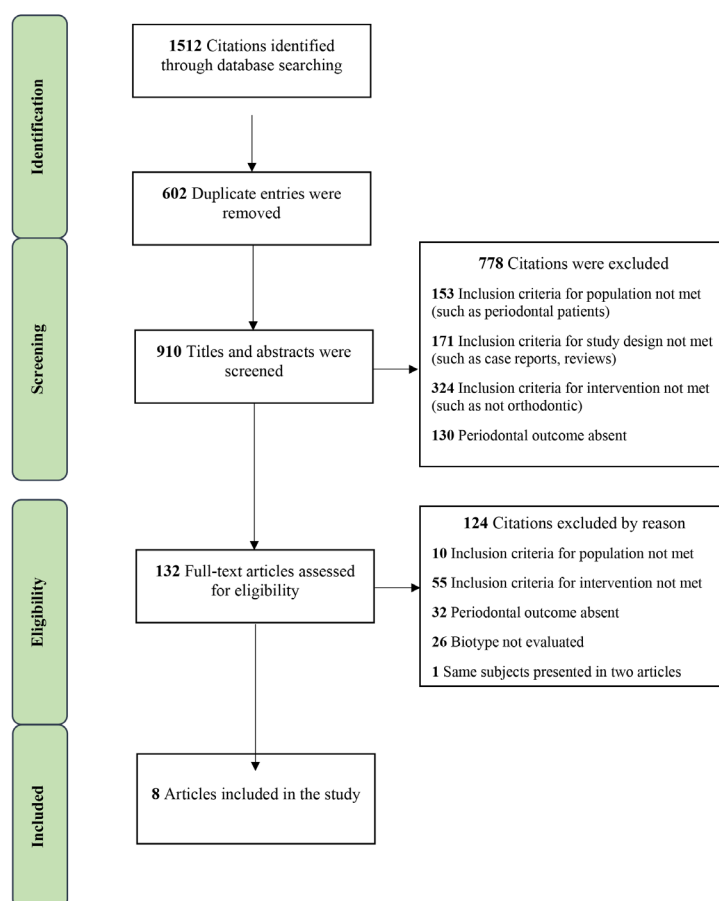 Identification
1512 Citations identified
through database searching
602 Duplicate entries were
removed
Screening
910 Titles and abstracts were
screened
778 Citations were excluded
153 Inclusion criteria for population not met
(such as periodontal patients)
171 Inclusion criteria for study design not met
(such as case reports, reviews)
324 Inclusion criteria for intervention not met
(such as not orthodontic)
130 Periodontal outcome absent
Eligibility
132 Full-text articles assessed
for eligibility
124 Citations excluded by reason
10 Inclusion criteria for population not met
55 Inclusion criteria for intervention not met
32 Periodontal outcome absent
26 Biotype not evaluated
1 Same subjects presented in two articles
Included
8 Articles included in the study